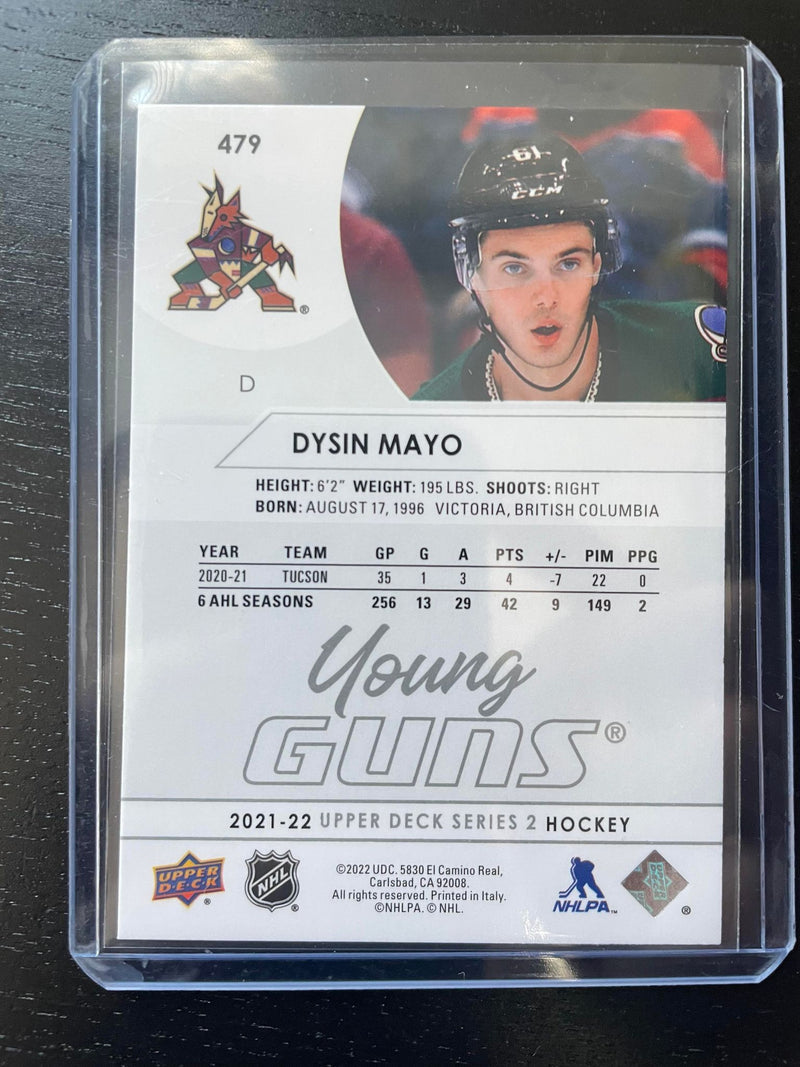 479
61
CCM
®
D
DYSIN MAYO
HEIGHT: 6'2" WEIGHT: 195 LBS. SHOOTS: RIGHT
BORN: AUGUST 17, 1996 VICTORIA, BRITISH COLUMBIA
YEAR TEAM GP G A PTS +/- PIM PPG
2020-21 TUCSON 35 1 3 4 -7 22 0
6 AHL SEASONS 256 13 29 42 9 149 2
Young
GUNS®
2021-22 UPPER DECK SERIES 2 HOCKEY
UPPER
D·E·C·K
®
NHL
®
©2022 UDC. 5830 El Camino Real,
Carlsbad, CA 92008.
All rights reserved. Printed in Italy.
©NHLPA. © NHL.
NHLPA™
®